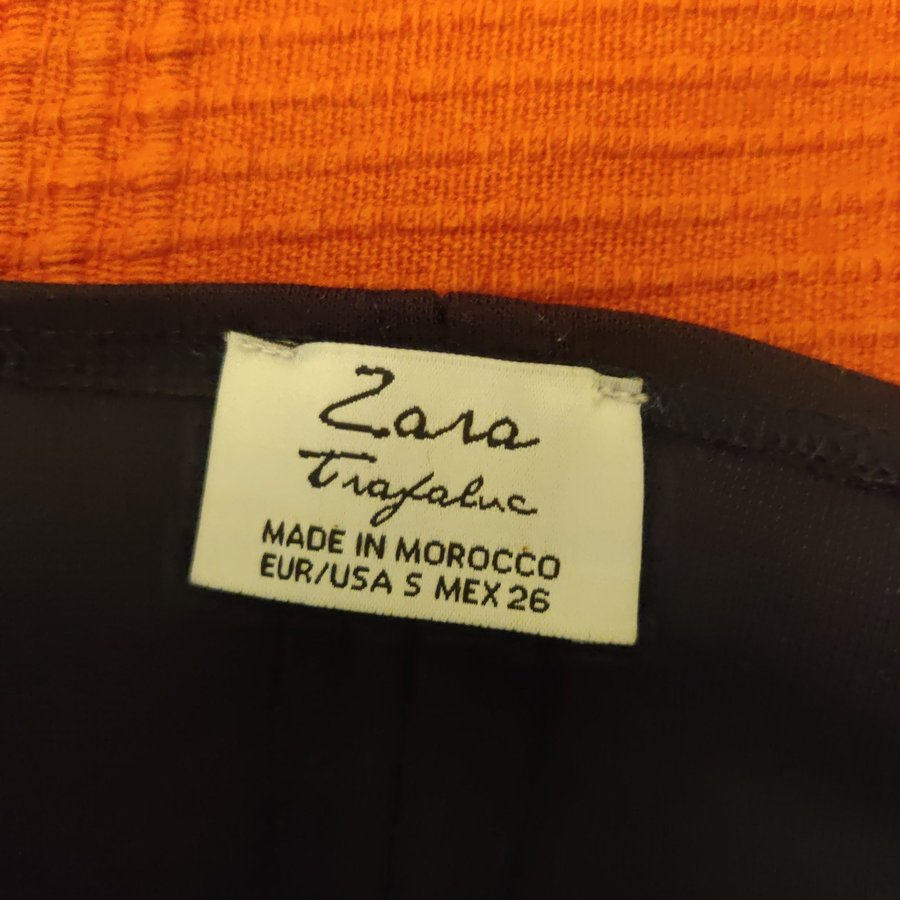 Zara
Trafaluc
MADE IN MOROCCO
EUR/USA S MEX 26